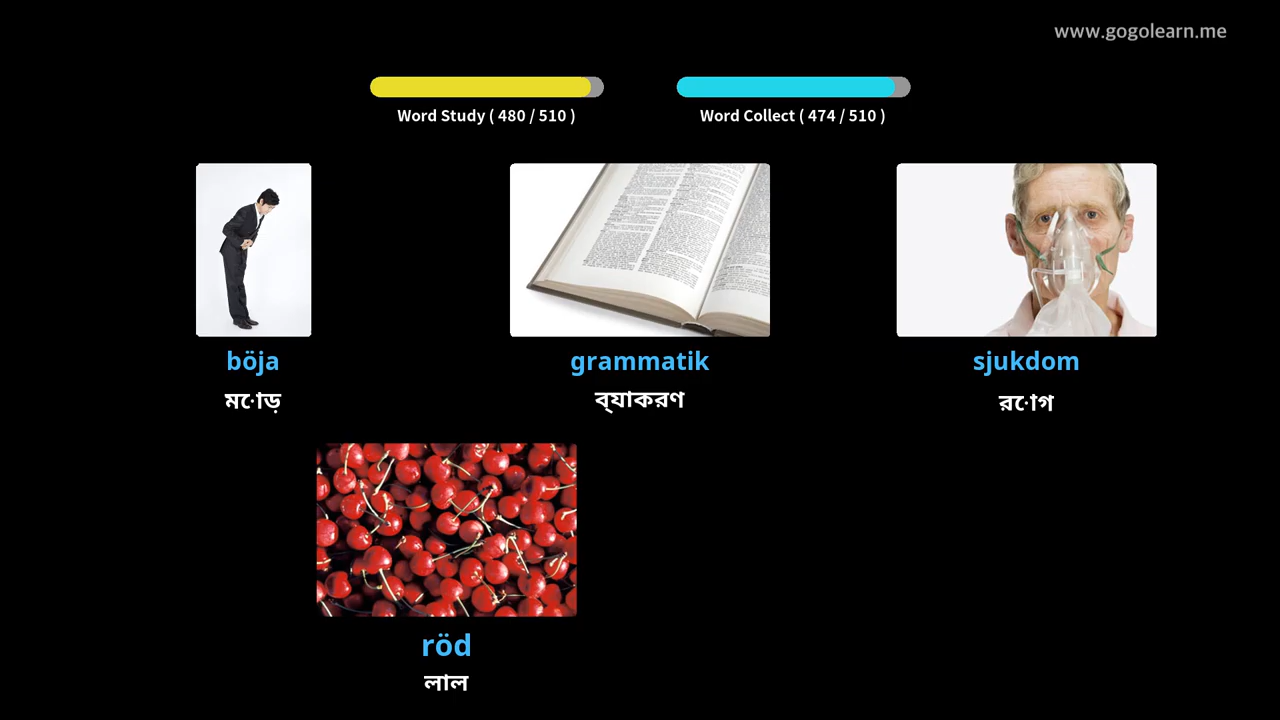 www.gogolearn.me
Word Study ( 480 / 510 )
Word Collect ( 474 / 510 )
böja
grammatik
sjukdom
মোড়
ব্যাকরণ
রোগ
röd
লাল